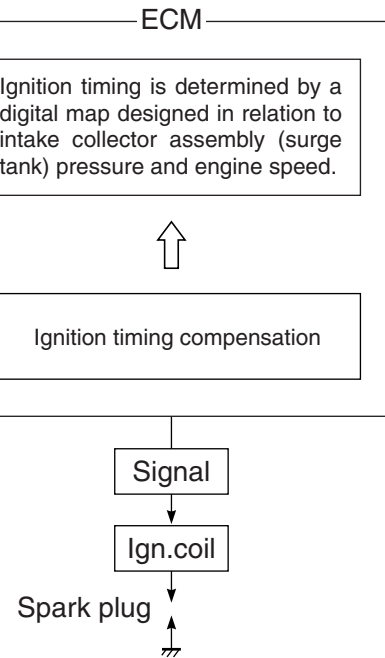 ECM
Ignition timing is determined by a
digital map designed in relation to
intake collector assembly (surge
tank) pressure and engine speed.
Ignition timing compensation
Signal
Ign.coil
Spark plug